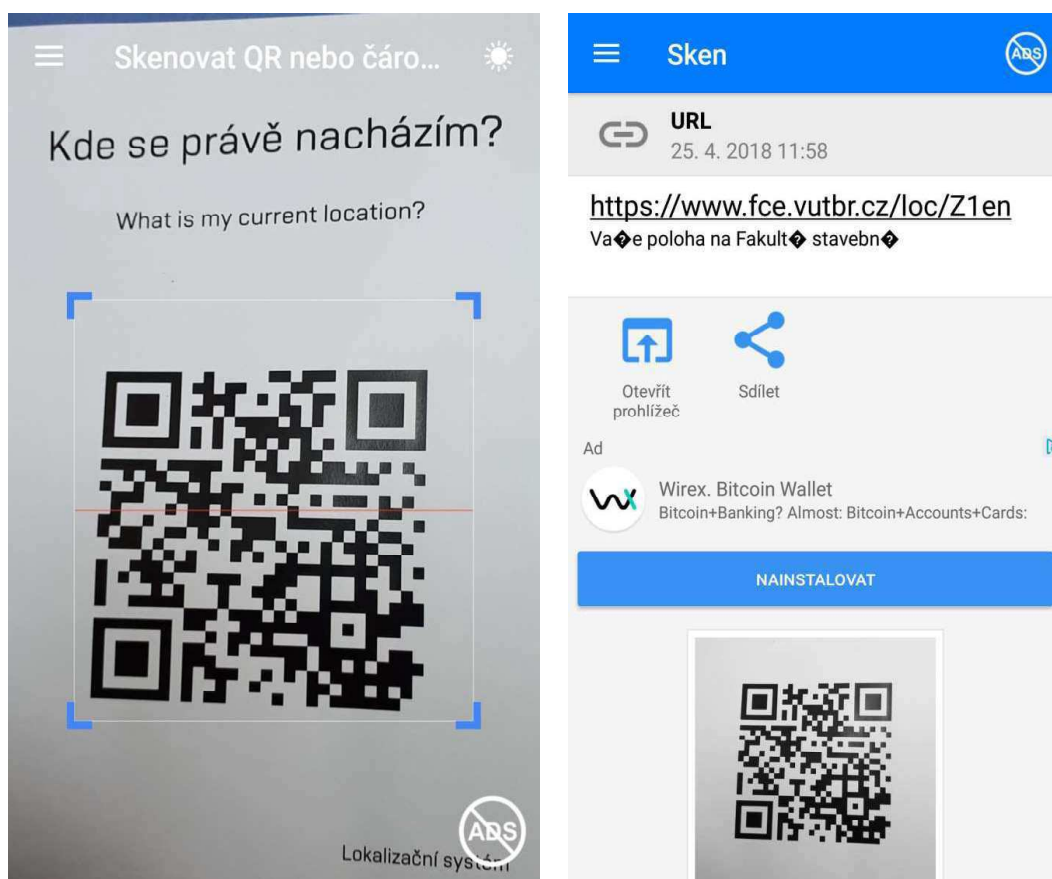 Skenovat QR nebo čáro...
Kde se právě nacházím?
What is my current location?
ADS
Lokalizační systém
Sken
ADS
URL
25. 4. 2018 11:58
https://www.fce.vutbr.cz/loc/Z1en
Va�e poloha na Fakult� stavebn�
Otevřít
prohlížeč
Sdílet
Ad
Wirex. Bitcoin Wallet
Bitcoin+Banking? Almost: Bitcoin+Accounts+Cards:
NAINSTALOVAT